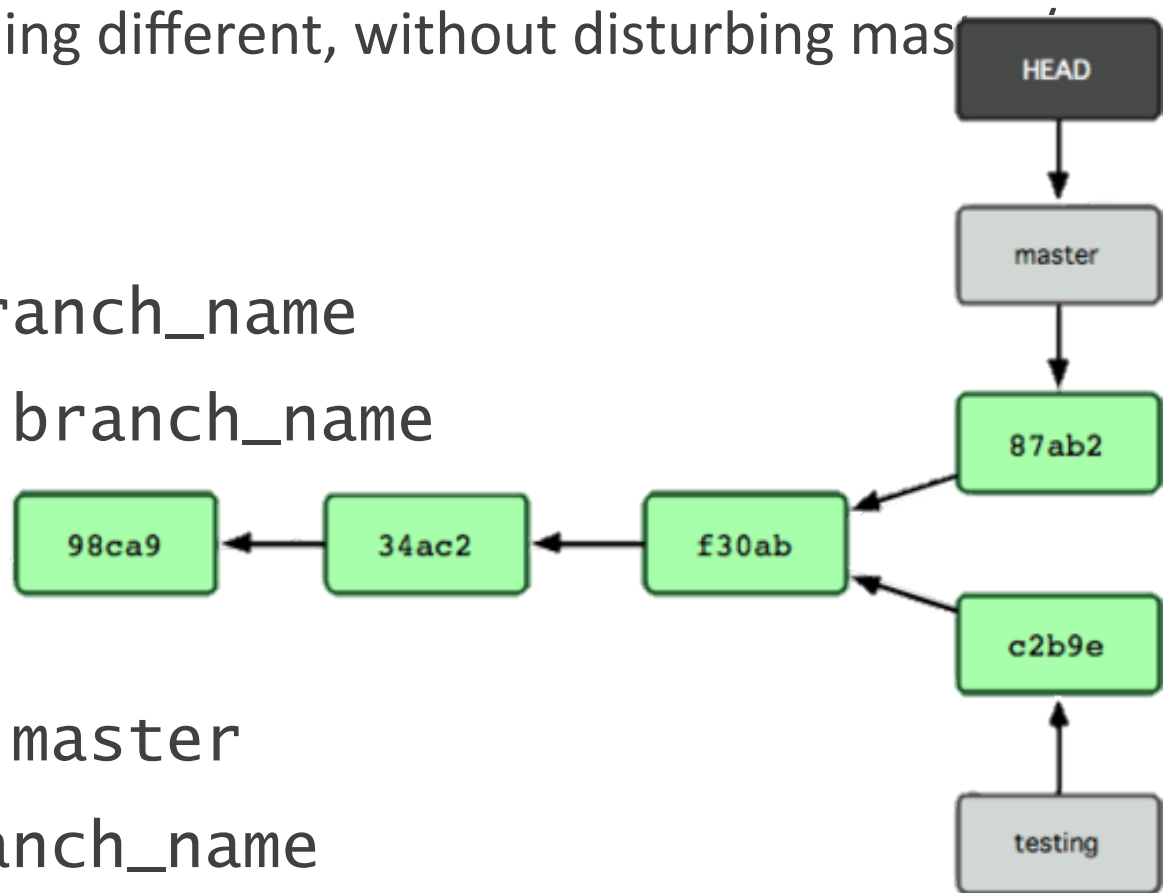 ing different, without disturbing mas
HEAD
master
ranch_name
branch_name
87ab2
98ca9
34ac2
f30ab
c2b9e
master
anch_name
testing